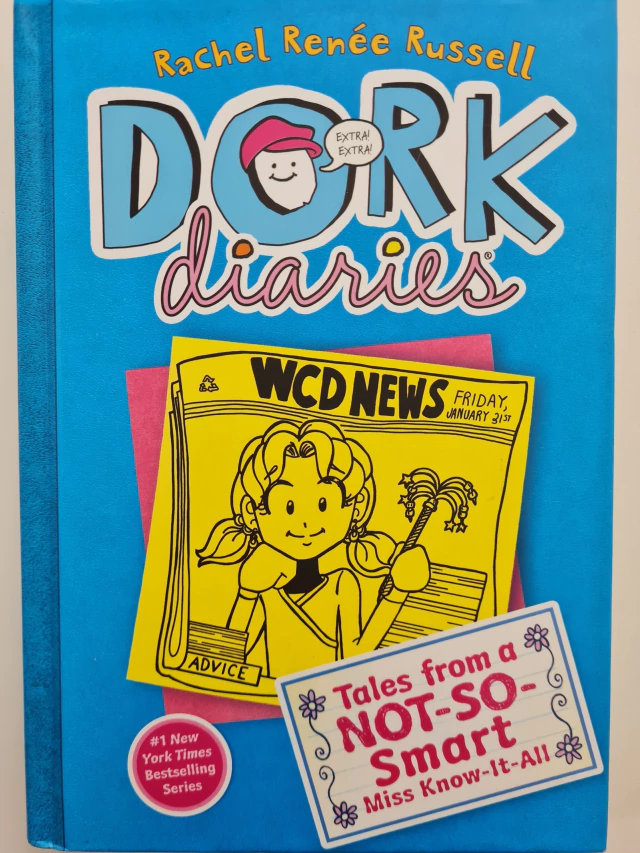 Rachel Renée Russell
DORK
EXTRA!
EXTRA!
diaries®
WCD NEWS
FRIDAY,
JANUARY 31ST
ADVICE
Tales from a
NOT-SO-
Smart
Miss Know-It-All
#1 New
York Times
Bestselling
Series